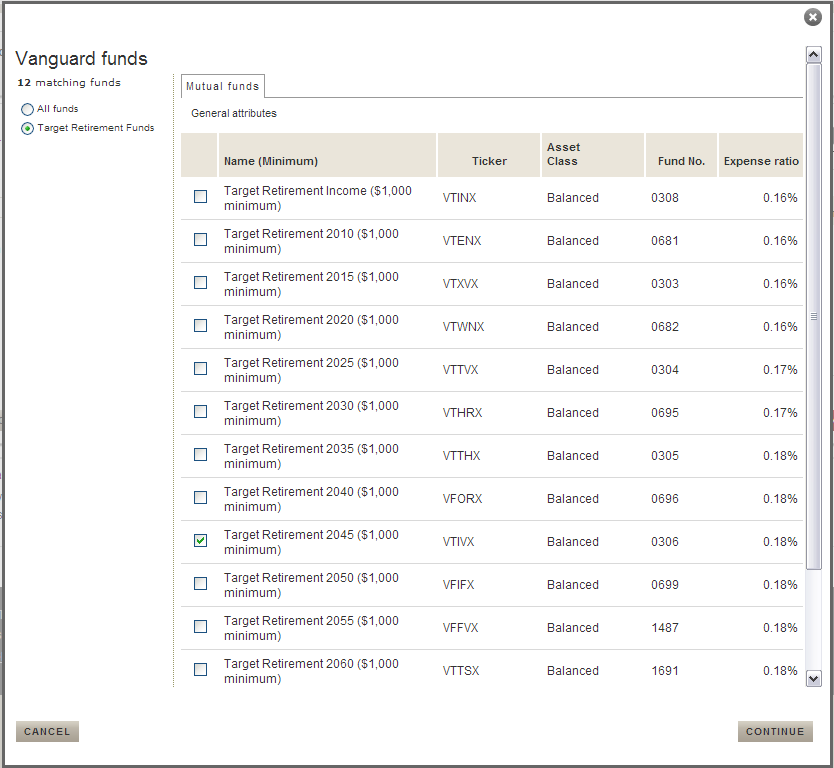 Vanguard funds
12 matching funds
All funds
Target Retirement Funds
Mutual funds
General attributes
Name (Minimum) Ticker Asset Class Fund No. Expense ratio
Target Retirement Income ($1,000
minimum) VTINX Balanced 0308 0.16%
Target Retirement 2010 ($1,000
minimum) VTENX Balanced 0681 0.16%
Target Retirement 2015 ($1,000
minimum) VTXVX Balanced 0303 0.16%
Target Retirement 2020 ($1,000
minimum) VTWNX Balanced 0682 0.16%
Target Retirement 2025 ($1,000
minimum) VTTVX Balanced 0304 0.17%
Target Retirement 2030 ($1,000
minimum) VTHRX Balanced 0695 0.17%
Target Retirement 2035 ($1,000
minimum) VTTHX Balanced 0305 0.18%
Target Retirement 2040 ($1,000
minimum) VFORX Balanced 0696 0.18%
Target Retirement 2045 ($1,000
minimum) VTIVX Balanced 0306 0.18%
Target Retirement 2050 ($1,000
minimum) VFIFX Balanced 0699 0.18%
Target Retirement 2055 ($1,000
minimum) VFFVX Balanced 1487 0.18%
Target Retirement 2060 ($1,000
minimum) VTTSX Balanced 1691 0.18%
CANCEL CONTINUE